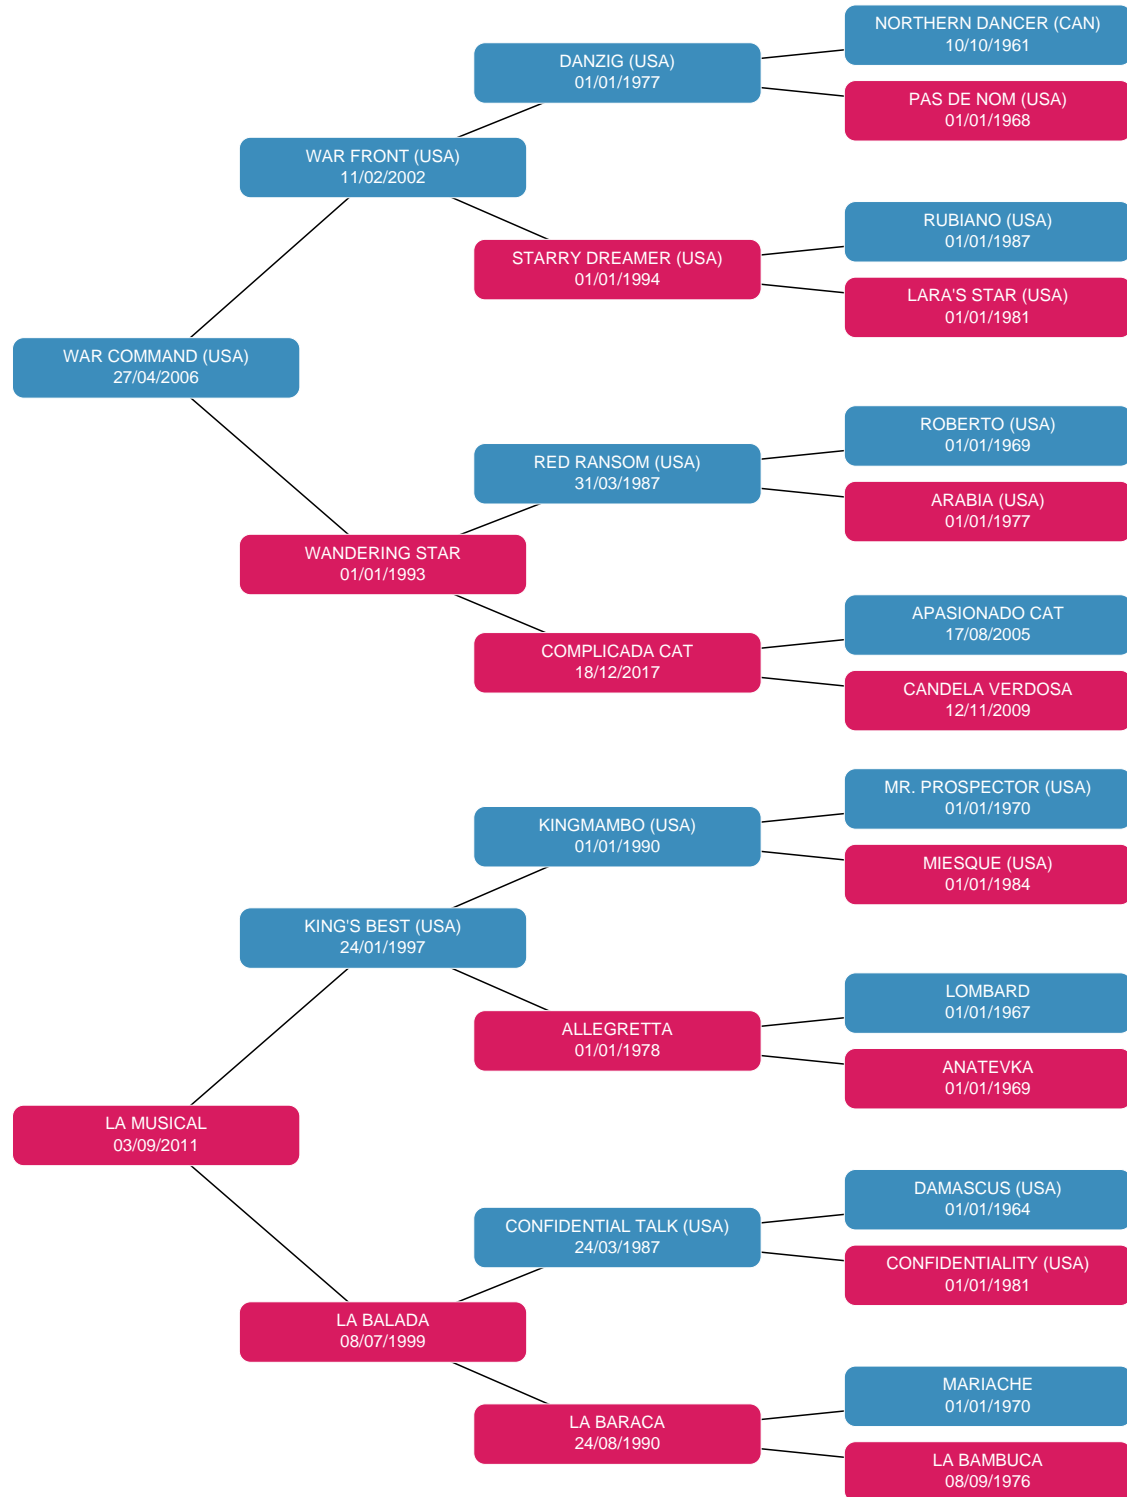 NORTHERN DANCER (CAN)
10/10/1961
DANZIG (USA)
01/01/1977
PAS DE NOM (USA)
01/01/1968
WAR FRONT (USA)
11/02/2002
RUBIANO (USA)
01/01/1987
STARRY DREAMER (USA)
01/01/1994
LARA'S STAR (USA)
01/01/1981
WAR COMMAND (USA)
27/04/2006
ROBERTO (USA)
01/01/1969
RED RANSOM (USA)
31/03/1987
ARABIA (USA)
01/01/1977
WANDERING STAR
01/01/1993
APASIONADO CAT
17/08/2005
COMPLICADA CAT
18/12/2017
CANDELA VERDOSA
12/11/2009
MR. PROSPECTOR (USA)
01/01/1970
KINGMAMBO (USA)
01/01/1990
MIESQUE (USA)
01/01/1984
KING'S BEST (USA)
24/01/1997
LOMBARD
01/01/1967
ALLEGRETTA
01/01/1978
ANATEVKA
01/01/1969
LA MUSICAL
03/09/2011
DAMASCUS (USA)
01/01/1964
CONFIDENTIAL TALK (USA)
24/03/1987
CONFIDENTIALITY (USA)
01/01/1981
LA BALADA
08/07/1999
MARIACHE
01/01/1970
LA BARACA
24/08/1990
LA BAMBUCA
08/09/1976